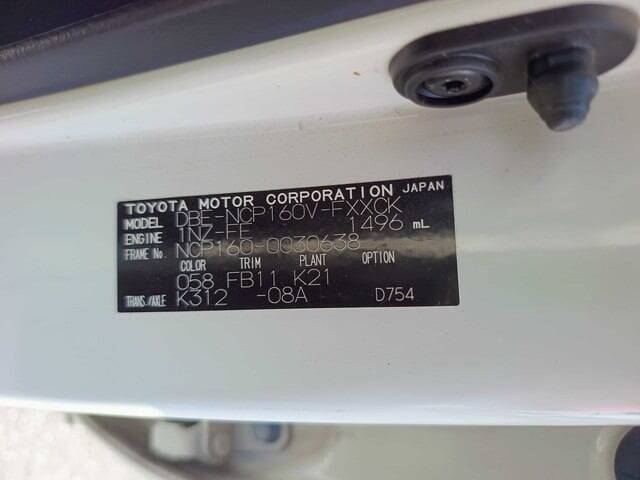 TOYOTA MOTOR CORPORATION JAPAN
MODEL DBE-NCP160V-FXXCK
ENGINE 1NZ-FE 1496 mL
FRAME No. NCP160-0030638
COLOR TRIM PLANT OPTION
058 FB11 K21
TRANS./AXLE K312 -08A D754